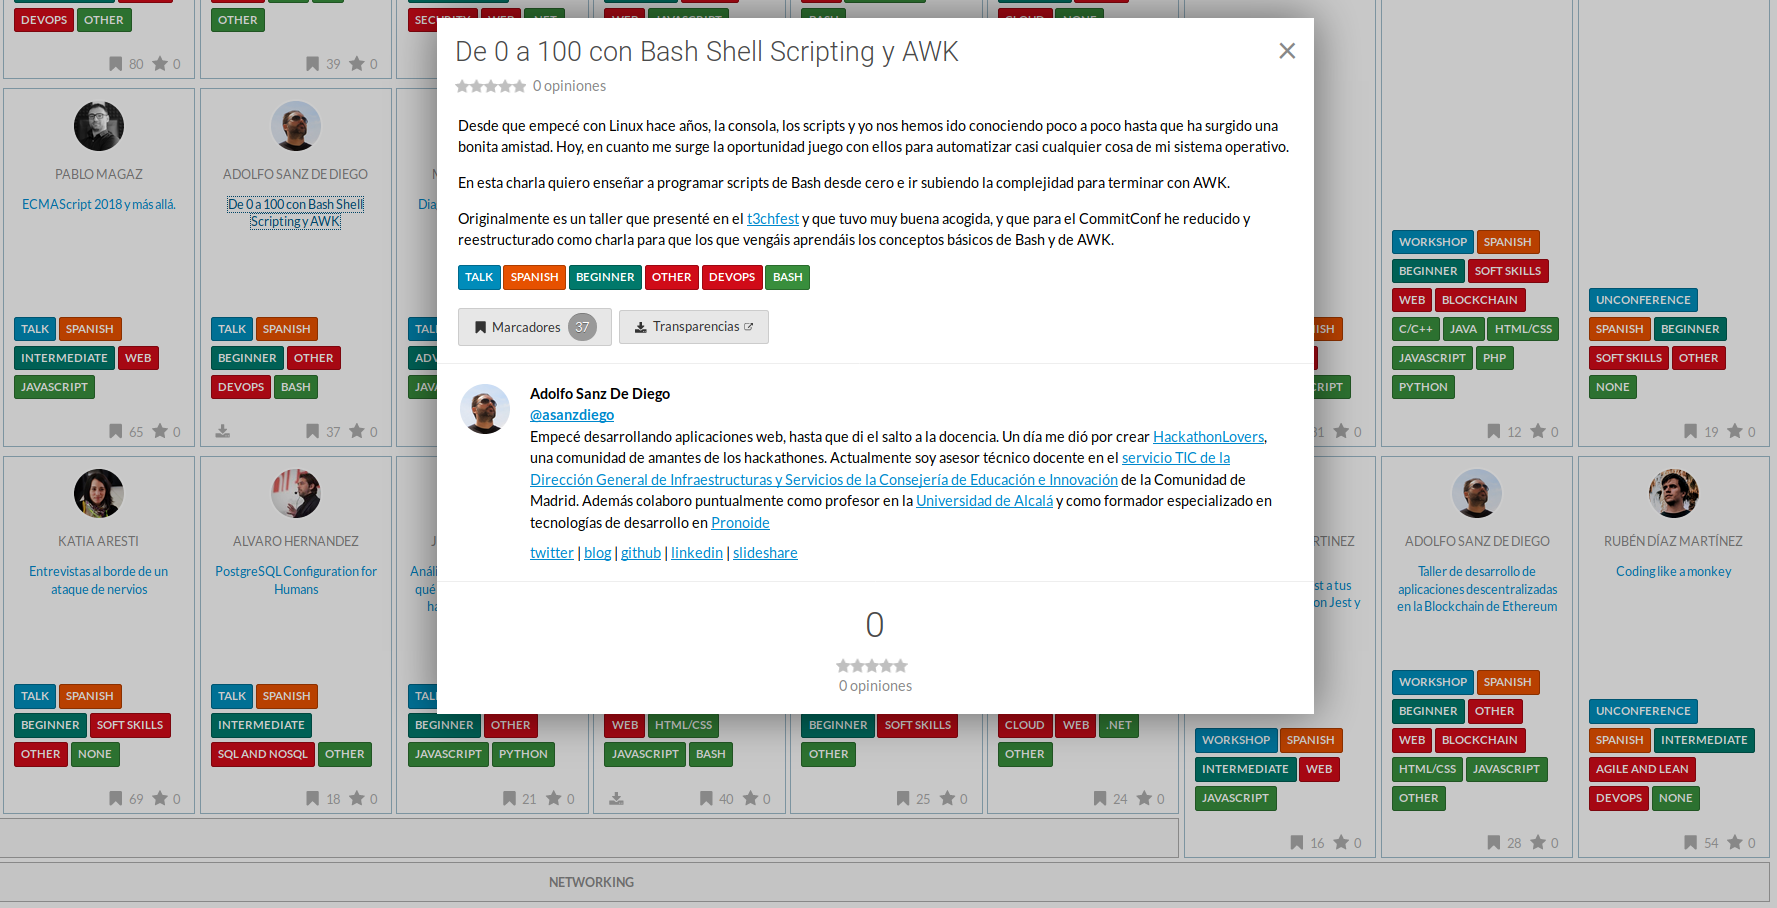 De 0 a 100 con Bash Shell Scripting y AWK
0 opiniones
Desde que empecé con Linux hace años, la consola, los scripts y yo nos hemos ido conociendo poco a poco hasta que ha surgido una
bonita amistad. Hoy, en cuanto me surge la oportunidad juego con ellos para automatizar casi cualquier cosa de mi sistema operativo.
En esta charla quiero enseñar a programar scripts de Bash desde cero e ir subiendo la complejidad para terminar con AWK.
Originalmente es un taller que presenté en el t3chfest y que tuvo muy buena acogida, y que para el CommitConf he reducido y
reestructurado como charla para que los que vengáis aprendáis los conceptos básicos de Bash y de AWK.
TALK SPANISH BEGINNER OTHER DEVOPS BASH
Marcadores 37 Transparencias
Adolfo Sanz De Diego
@asanzdiego
Empecé desarrollando aplicaciones web, hasta que di el salto a la docencia. Un día me dió por crear HackathonLovers,
una comunidad de amantes de los hackathones. Actualmente soy asesor técnico docente en el servicio TIC de la
Dirección General de Infraestructuras y Servicios de la Consejería de Educación e Innovación de la Comunidad de
Madrid. Además colaboro puntualmente como profesor en la Universidad de Alcalá y como formador especializado en
tecnologías de desarrollo en Pronoide
twitter | blog | github | linkedin | slideshare
0
0 opiniones
DEVOPS OTHER
80 0
OTHER
39 0
PABLO MAGAZ
ECMAScript 2018 y más allá.
TALK SPANISH
INTERMEDIATE WEB
JAVASCRIPT
65 0
ADOLFO SANZ DE DIEGO
De 0 a 100 con Bash Shell
Scripting y AWK
TALK SPANISH
BEGINNER OTHER
DEVOPS BASH
37 0
WORKSHOP SPANISH
BEGINNER SOFT SKILLS
WEB BLOCKCHAIN
C/C++ JAVA HTML/CSS
JAVASCRIPT PHP
PYTHON
12 0
UNCONFERENCE
SPANISH BEGINNER
SOFT SKILLS OTHER
NONE
19 0
KATIA ARESTI
Entrevistas al borde de un
ataque de nervios
TALK SPANISH
BEGINNER SOFT SKILLS
OTHER NONE
69 0
ALVARO HERNANDEZ
PostgreSQL Configuration for
Humans
TALK SPANISH
INTERMEDIATE
SQL AND NOSQL OTHER
18 0
BEGINNER OTHER
JAVASCRIPT PYTHON
21 0
WEB HTML/CSS
JAVASCRIPT BASH
40 0
BEGINNER SOFT SKILLS
OTHER
25 0
CLOUD WEB .NET
OTHER
24 0
WORKSHOP SPANISH
INTERMEDIATE WEB
JAVASCRIPT
16 0
ADOLFO SANZ DE DIEGO
Taller de desarrollo de
aplicaciones descentralizadas
en la Blockchain de Ethereum
WORKSHOP SPANISH
BEGINNER OTHER
WEB BLOCKCHAIN
HTML/CSS JAVASCRIPT
OTHER
28 0
RUBÉN DÍAZ MARTÍNEZ
Coding like a monkey
UNCONFERENCE
SPANISH INTERMEDIATE
AGILE AND LEAN
DEVOPS NONE
54 0
NETWORKING